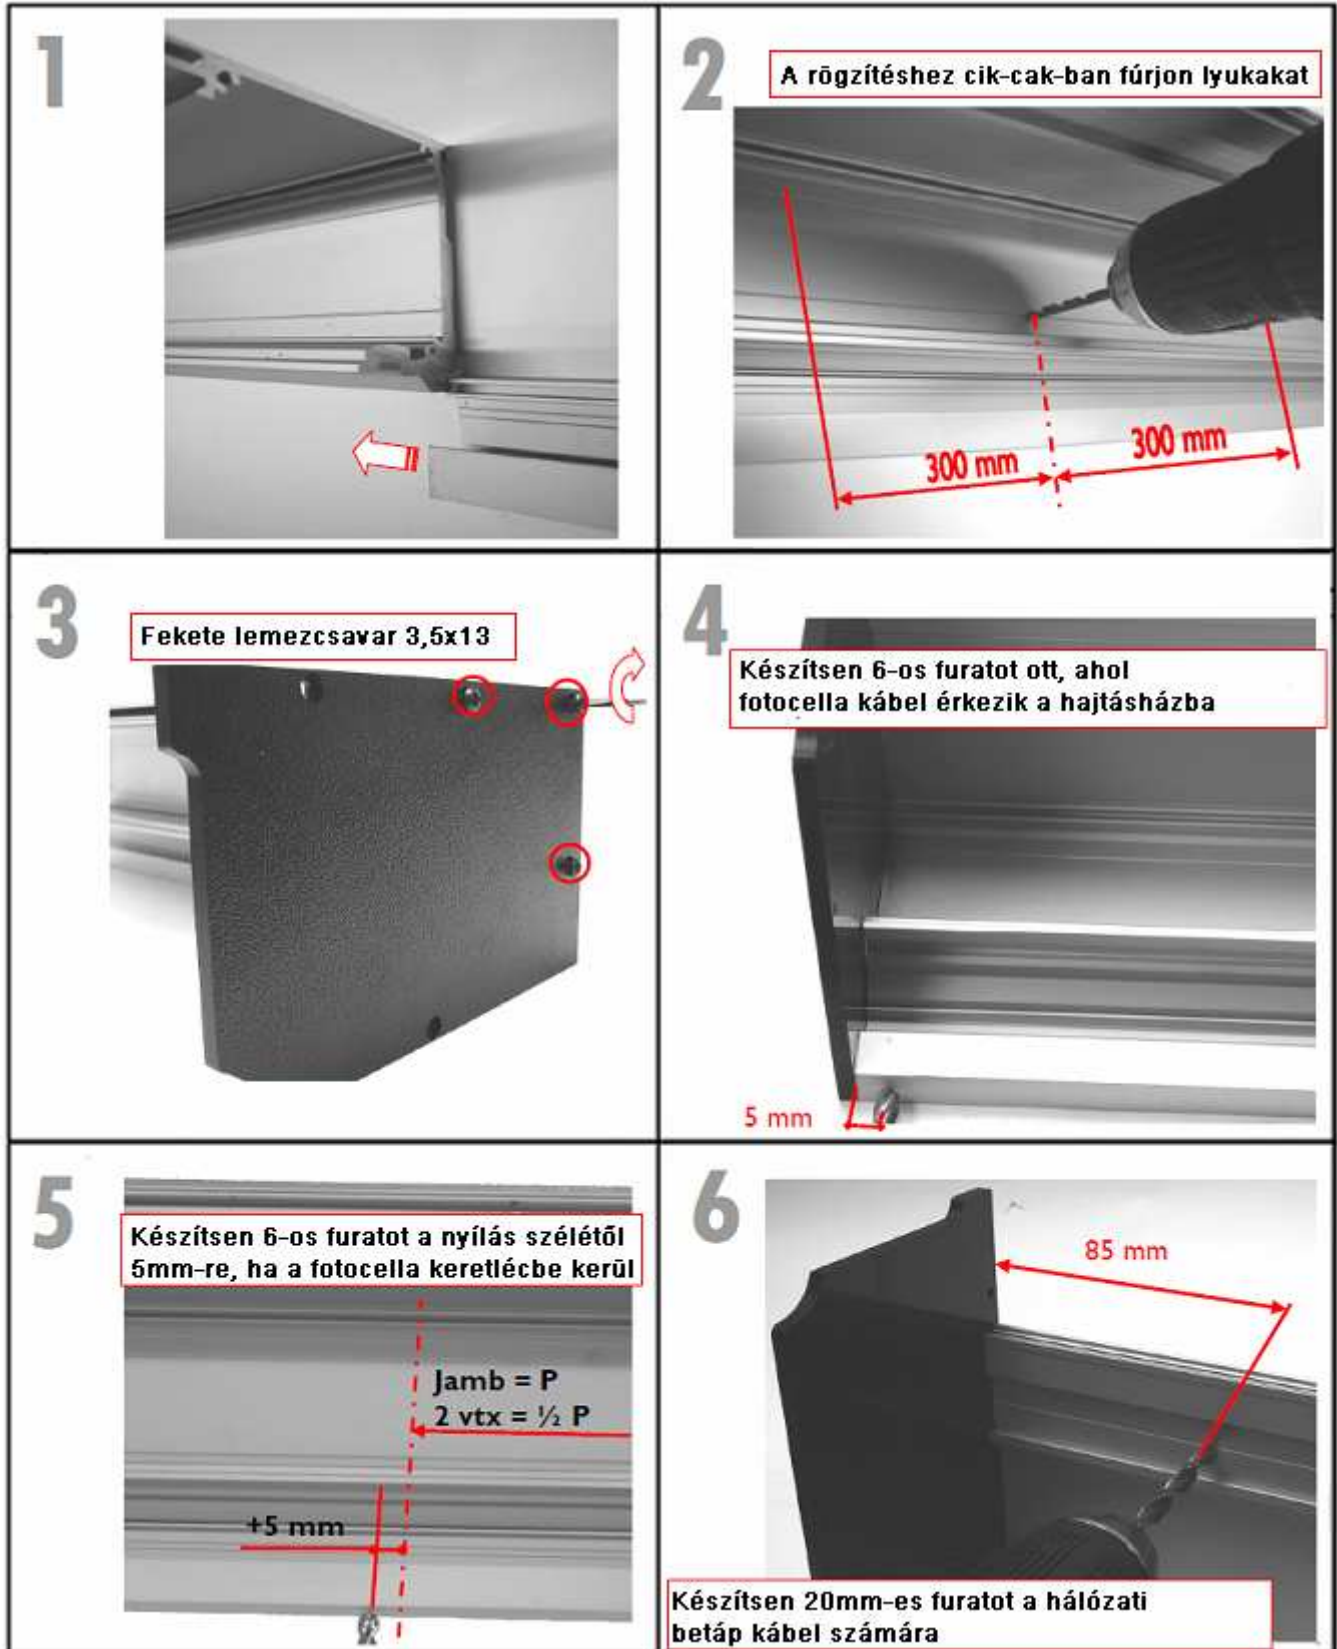 1
2
A rögzítéshez cik-cak-ban fúrjon lyukakat
300 mm
300 mm
3
Fekete lemezcsavar 3,5x13
4
Készítsen 6-os furatot ott, ahol
fotocella kábel érkezik a hajtásházba
5 mm
5
Készítsen 6-os furatot a nyílás szélétől
5mm-re, ha a fotocella keretlécbe kerül
Jamb = P
2 vtx = ½ P
+5 mm
6
85 mm
Készítsen 20mm-es furatot a hálózati
betáp kábel számára